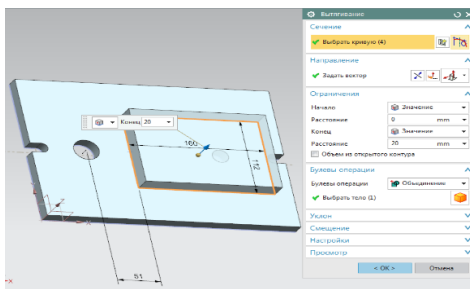 Вытягивание
Сечение
Выбрать кривую (4)
Направление
Задать вектор
Ограничения
Начало Значение
Расстояние 0 mm
Конец Значение
Расстояние 20 mm
Объем из открытого контура
Булевы операции
Булевы операции Объединение
Выбрать тело (1)
Уклон
Смещение
Настройки
Просмотр
< OK > Отмена
Конец 20
160
112
51
X